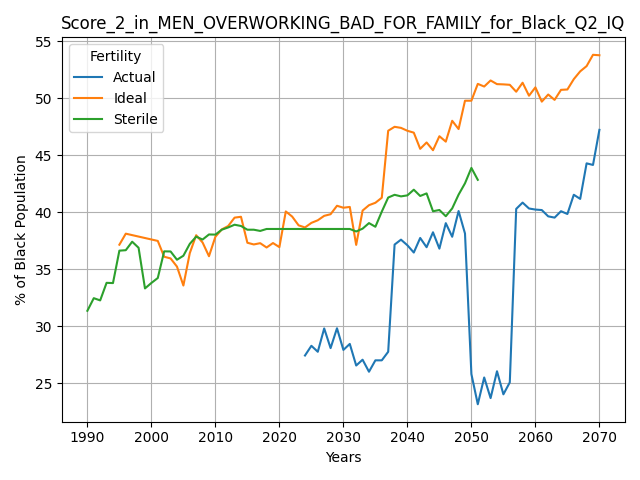 Score_2_in_MEN_OVERWORKING_BAD_FOR_FAMILY_for_Black_Q2_IQ
55
50
45
40
35
30
25
% of Black Population
Fertility
Actual
Ideal
Sterile
1990 2000 2010 2020 2030 2040 2050 2060 2070
Years